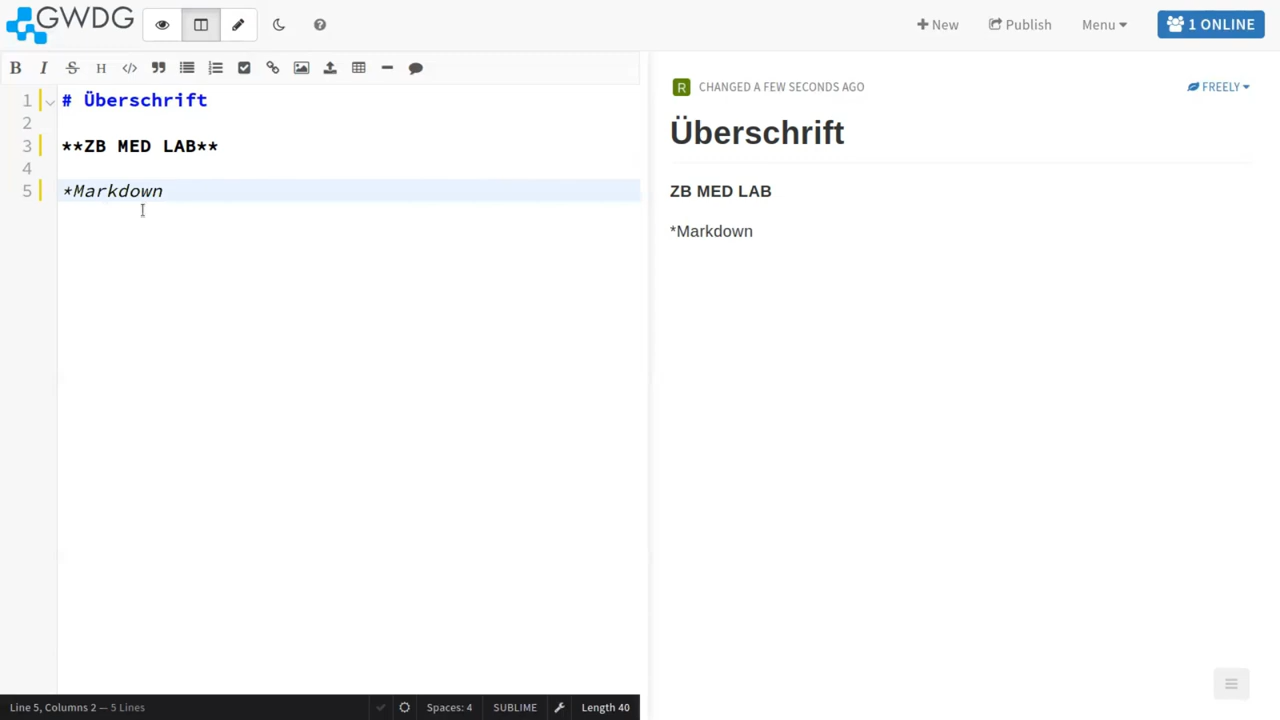 GWDG
New
Publish
Menu
1 ONLINE
B I S H </>
1 # Überschrift
2
3 **ZB MED LAB**
4
5 *Markdown
R CHANGED A FEW SECONDS AGO
FREELY
Überschrift
ZB MED LAB
*Markdown
Line 5, Columns 2 — 5 Lines
Spaces: 4
SUBLIME
Length 40